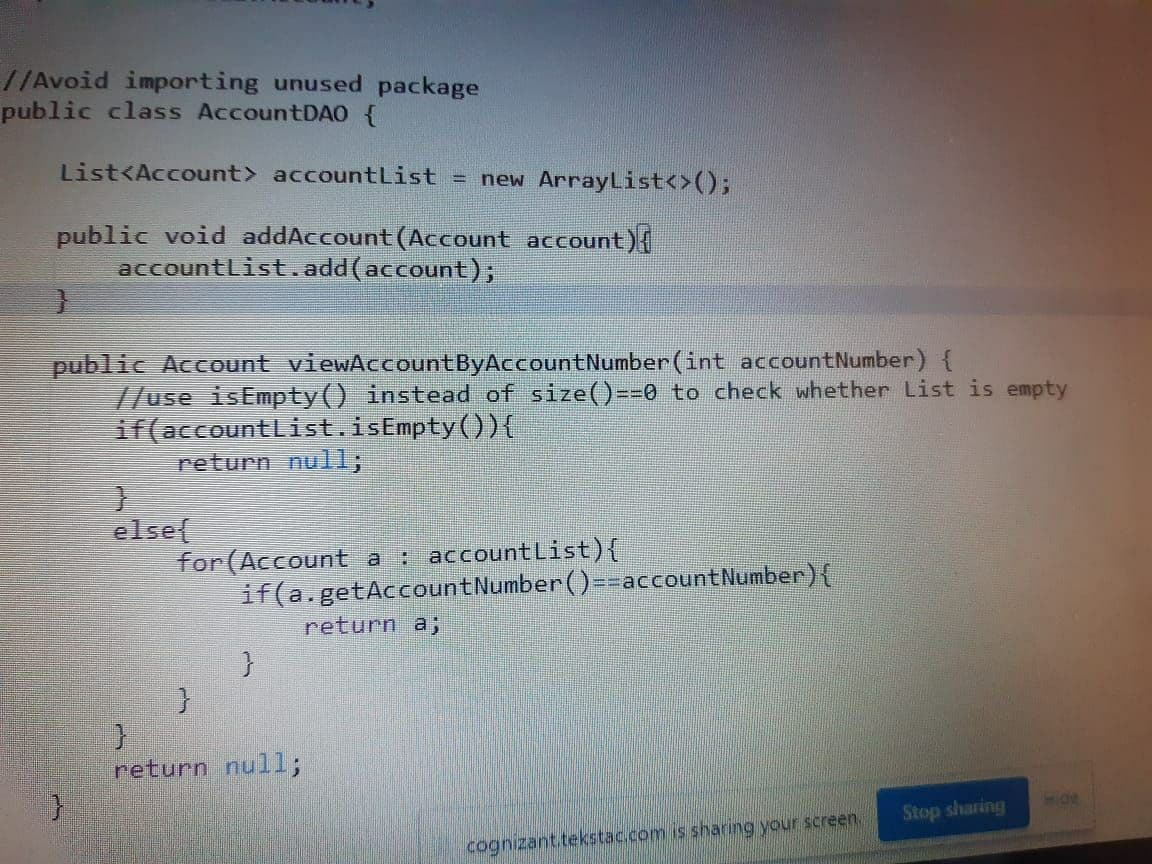 //Avoid importing unused package
public class AccountDAO {
List<Account> accountList = new ArrayList<>();
public void addAccount(Account account){
accountList.add(account);
}
public Account viewAccountByAccountNumber(int accountNumber) {
//use isEmpty() instead of size()==0 to check whether List is empty
if(accountList.isEmpty()){
return null;
}
else{
for(Account a : accountList){
if(a.getAccountNumber()==accountNumber){
return a;
}
}
}
return null;
}
cognizant.tekstac.com is sharing your screen.
Stop sharing
Hide